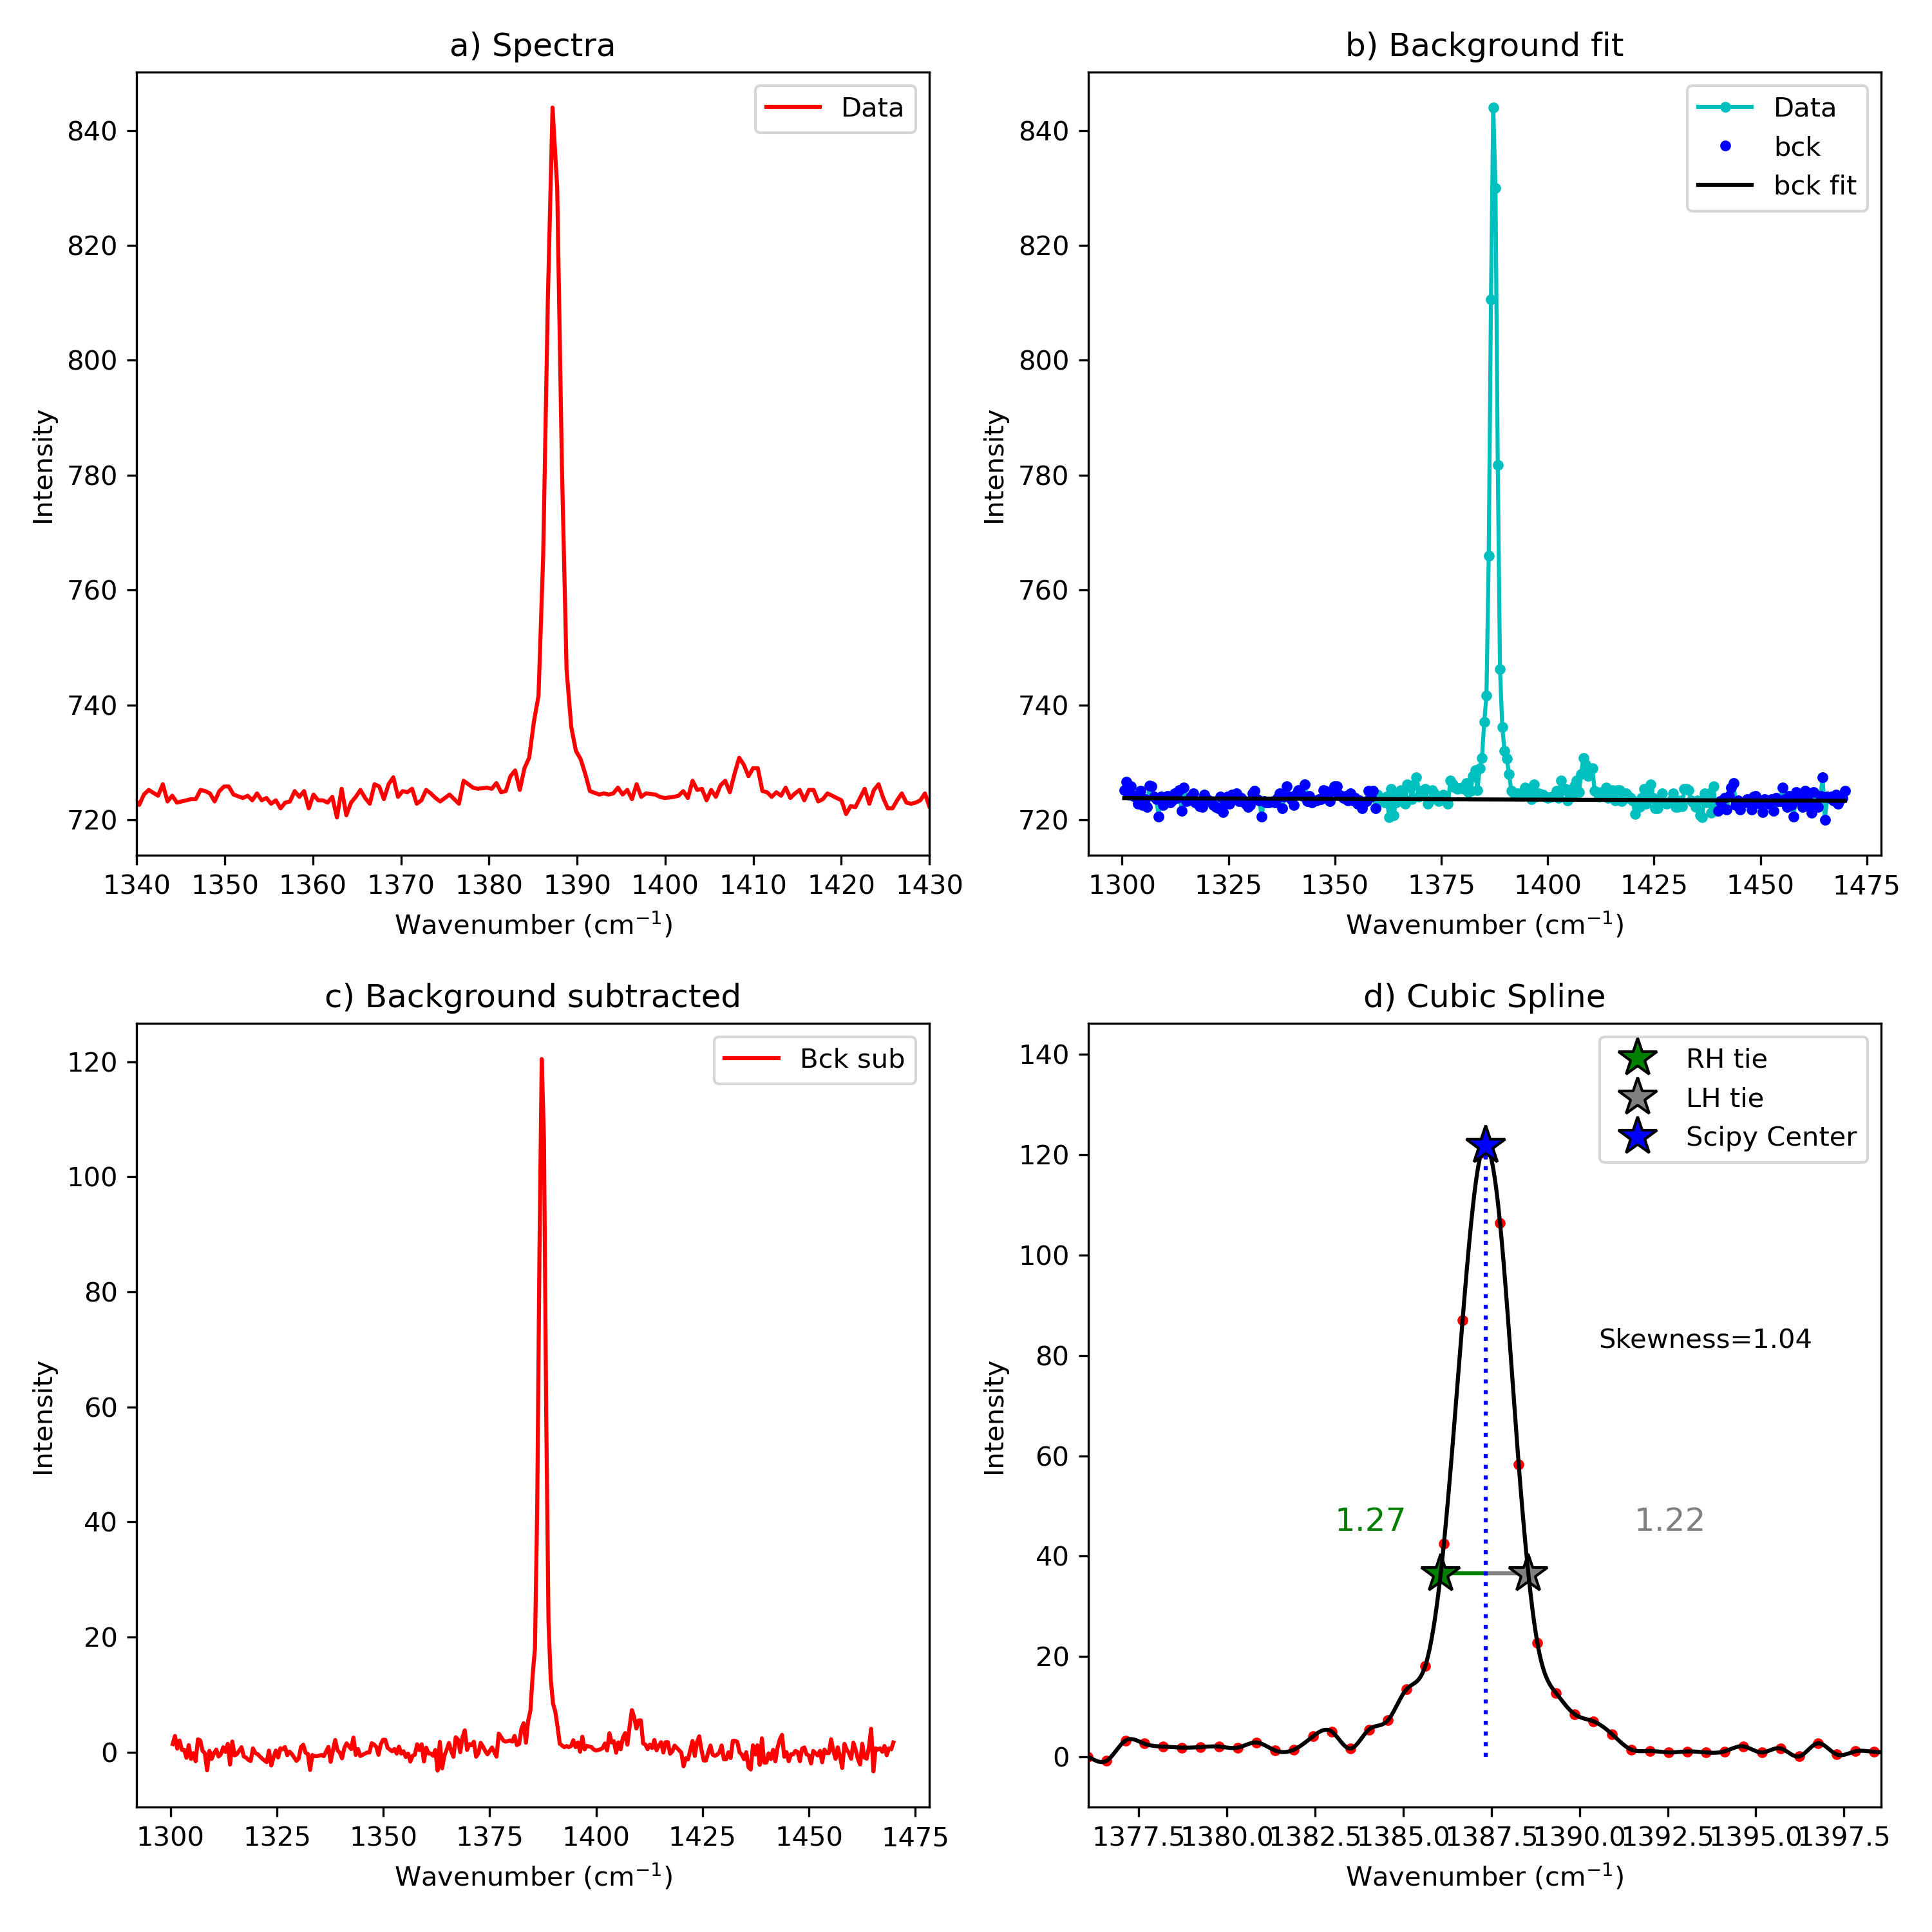 a) Spectra
Data
840
820
800
780
760
740
720
Intensity
1340 1350 1360 1370 1380 1390 1400 1410 1420 1430
Wavenumber (cm⁻¹)
b) Background fit
Data
bck
bck fit
840
820
800
780
760
740
720
Intensity
1300 1325 1350 1375 1400 1425 1450 1475
Wavenumber (cm⁻¹)
c) Background subtracted
Bck sub
120
100
80
60
40
20
0
Intensity
1300 1325 1350 1375 1400 1425 1450 1475
Wavenumber (cm⁻¹)
d) Cubic Spline
RH tie
LH tie
Scipy Center
140
120
100
80
60
40
20
0
Intensity
Skewness=1.04
1.27 1.22
1377.5 1380.0 1382.5 1385.0 1387.5 1390.0 1392.5 1395.0 1397.5
Wavenumber (cm⁻¹)